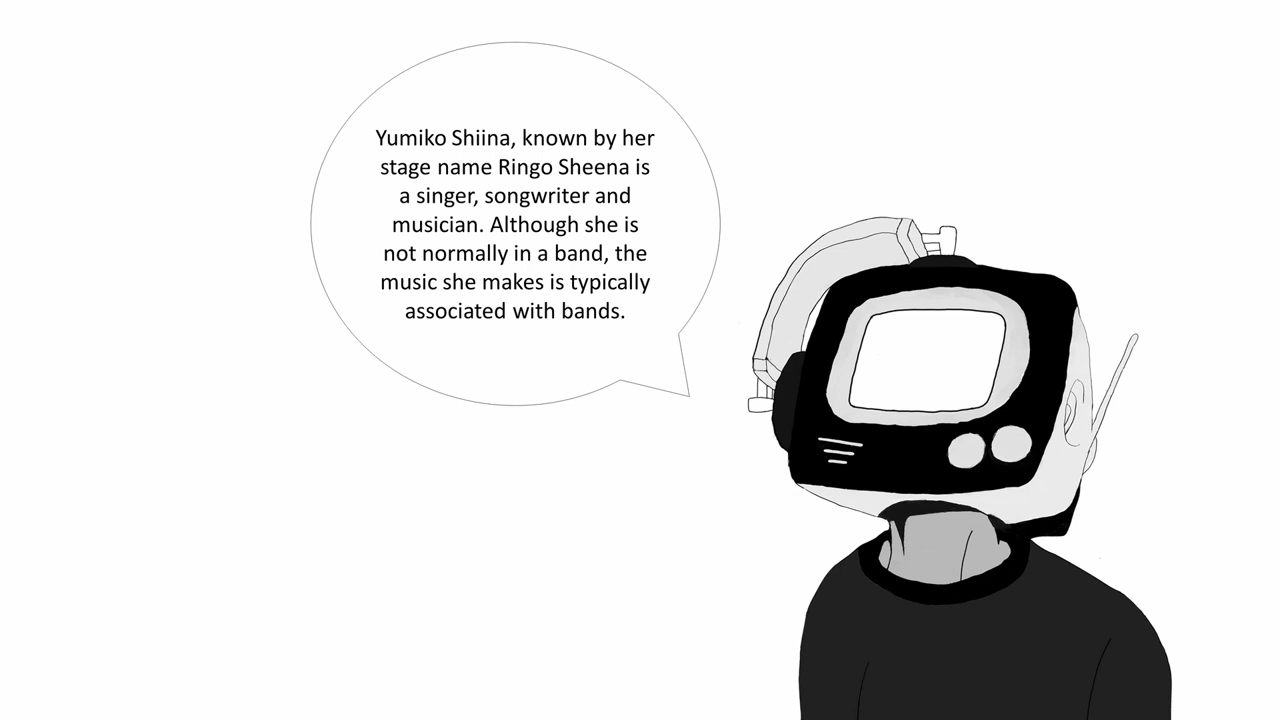 Yumiko Shiina, known by her
stage name Ringo Sheena is
a singer, songwriter and
musician. Although she is
not normally in a band, the
music she makes is typically
associated with bands.